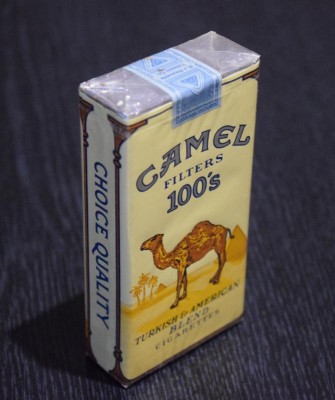 CAMEL
FILTERS
100's
TURKISH & AMERICAN
BLEND
CIGARETTES
CHOICE QUALITY